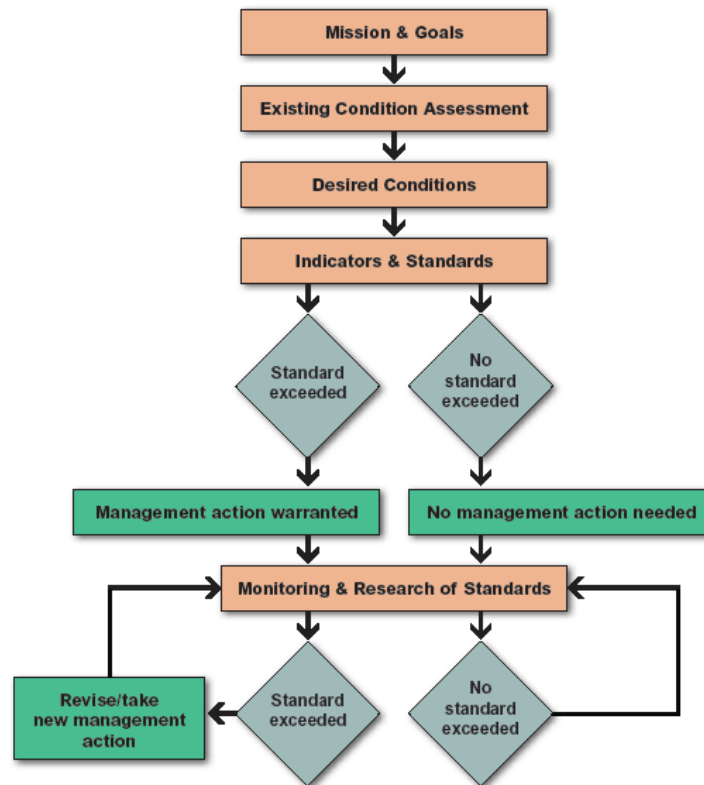 Mission & Goals
Existing Condition Assessment
Desired Conditions
Indicators & Standards
Standard
exceeded
No
standard
exceeded
Management action warranted
No management action needed
Monitoring & Research of Standards
Revise/take
new management
action
Standard
exceeded
No
standard
exceeded